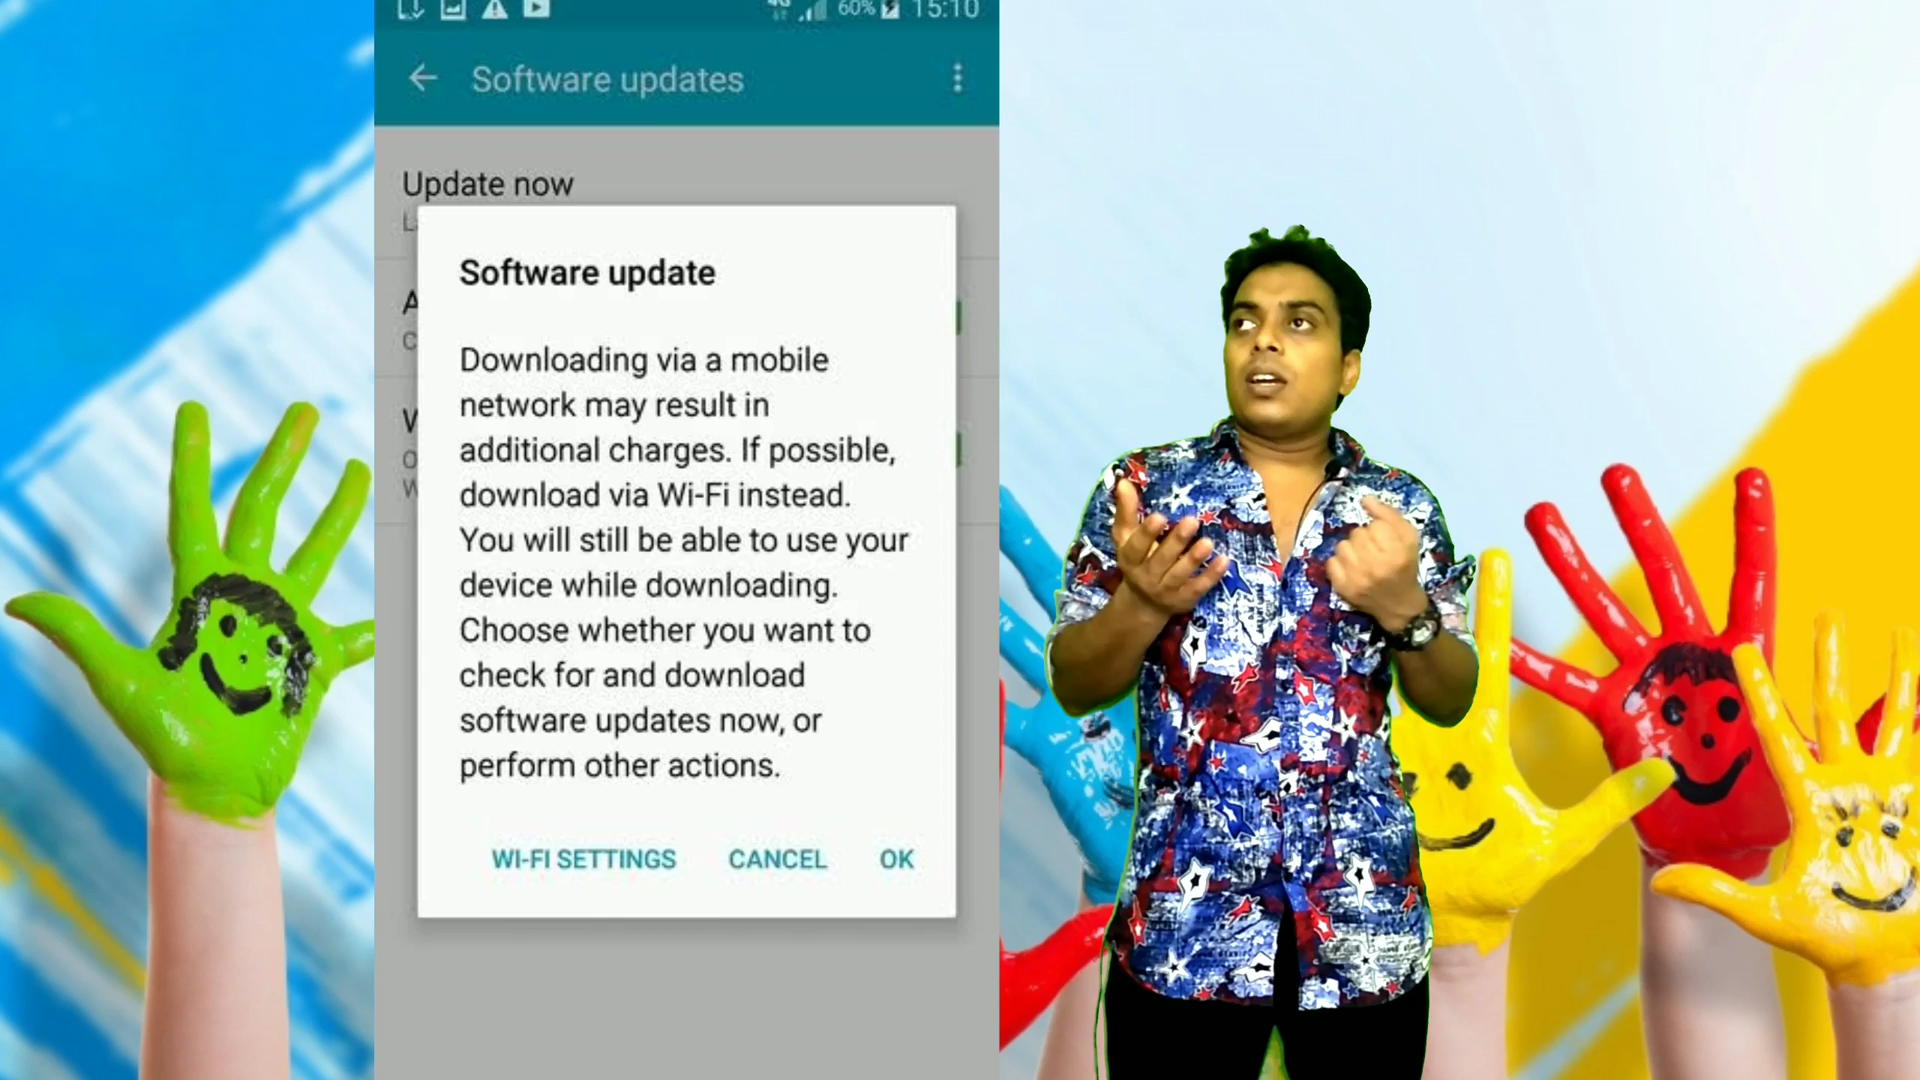 4G 60% 15:10
Software updates
Update now
Software update
Downloading via a mobile
network may result in
additional charges. If possible,
download via Wi-Fi instead.
You will still be able to use your
device while downloading.
Choose whether you want to
check for and download
software updates now, or
perform other actions.
WI-FI SETTINGS CANCEL OK